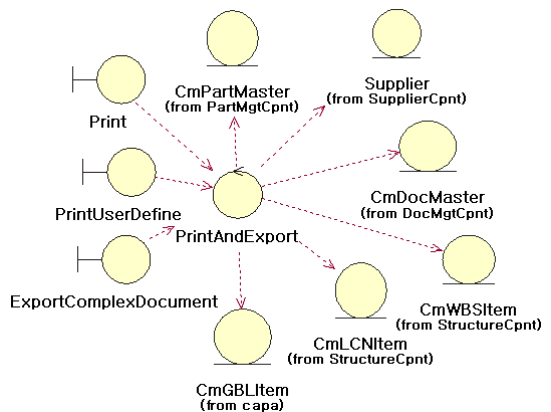 CmPartMaster
(from PartMgtCpnt)
Supplier
(from SupplierCpnt)
Print
CmDocMaster
(from DocMgtCpnt)
PrintUserDefine
PrintAndExport
ExportComplexDocument
CmWBSItem
(from StructureCpnt)
CmLCNItem
(from StructureCpnt)
CmGBLItem
(from capa)